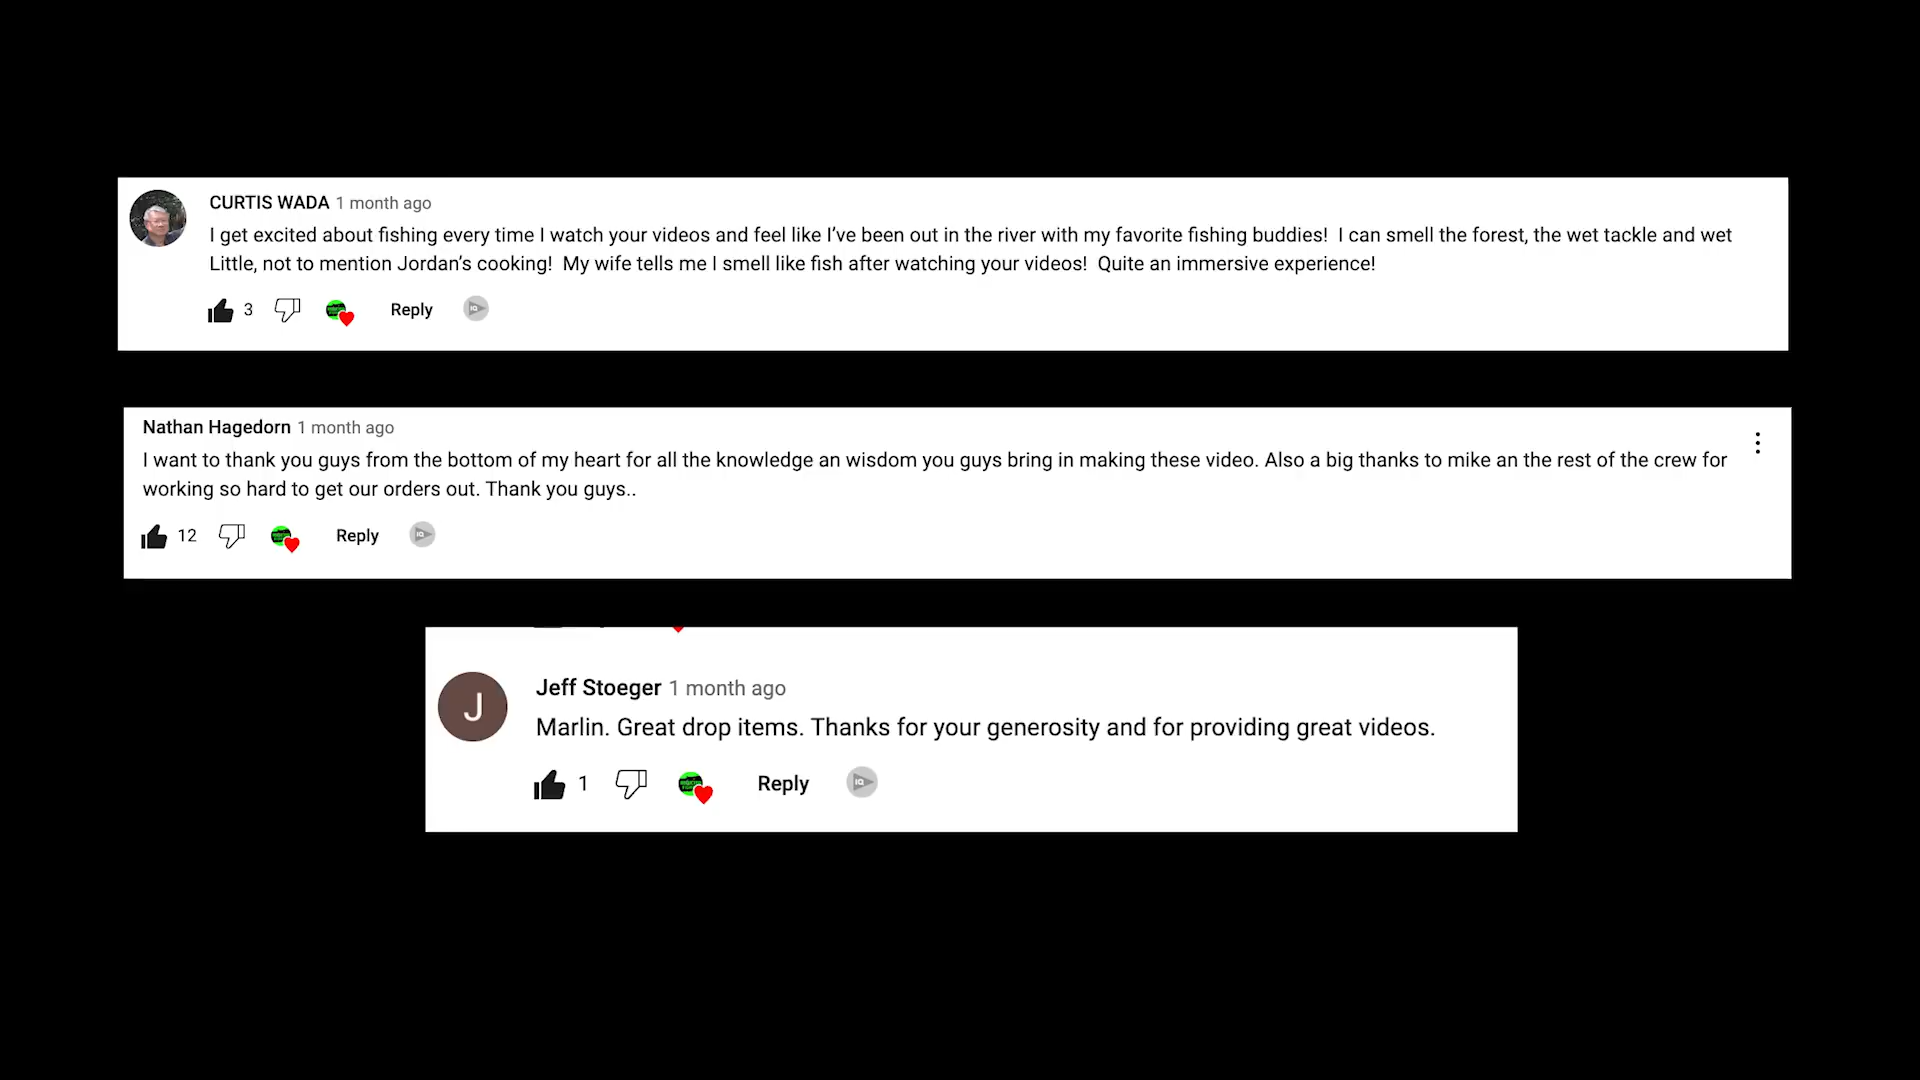 CURTIS WADA 1 month ago
I get excited about fishing every time I watch your videos and feel like I've been out in the river with my favorite fishing buddies!  I can smell the forest, the wet tackle and wet
Little, not to mention Jordan's cooking!  My wife tells me I smell like fish after watching your videos!  Quite an immersive experience!
3 Reply IQ
Nathan Hagedorn 1 month ago
I want to thank you guys from the bottom of my heart for all the knowledge an wisdom you guys bring in making these video. Also a big thanks to mike an the rest of the crew for
working so hard to get our orders out. Thank you guys..
12 Reply IQ
J
Jeff Stoeger 1 month ago
Marlin. Great drop items. Thanks for your generosity and for providing great videos.
1 Reply IQ